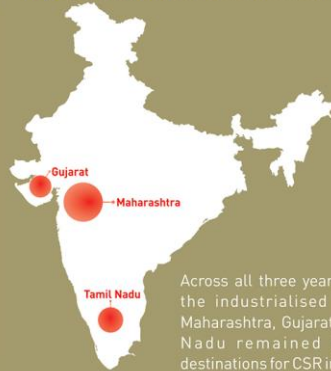 Gujarat
Maharashtra
Tamil Nadu
Across all three year
the industrialised
Maharashtra, Gujarat
Nadu remained
destinations for CSR i